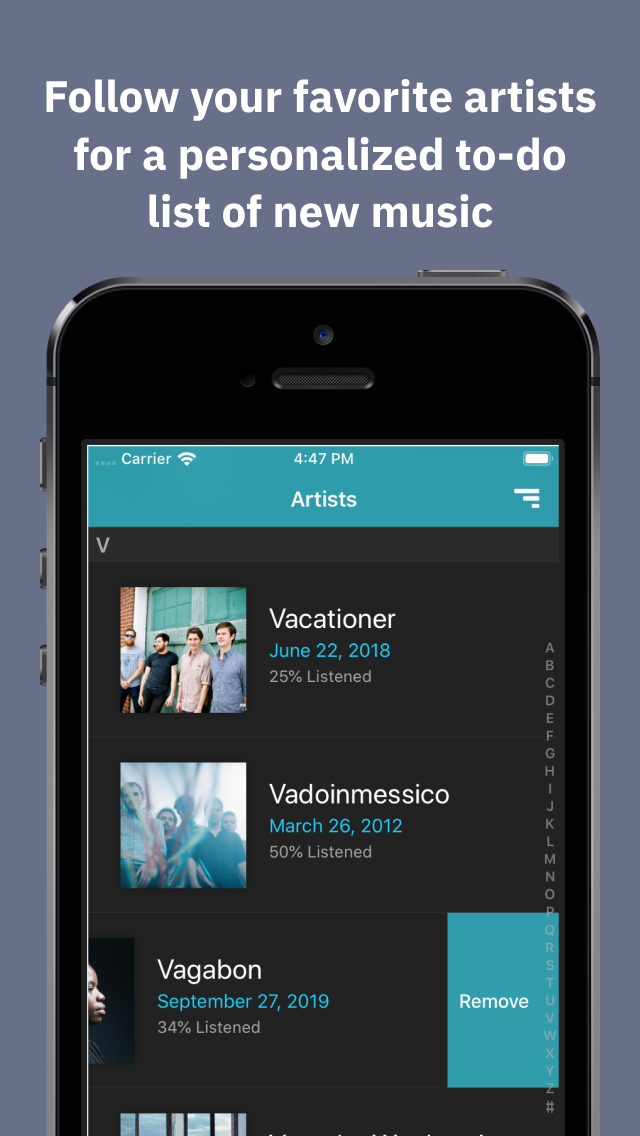 Follow your favorite artists
for a personalized to-do
list of new music
Carrier 4:47 PM
Artists
V
Vacationer
June 22, 2018
25% Listened
Vadoinmessico
March 26, 2012
50% Listened
Vagabon
September 27, 2019
34% Listened
Remove
A
B
C
D
E
F
G
H
I
J
K
L
M
N
O
P
Q
R
S
T
U
V
W
X
Y
Z
#